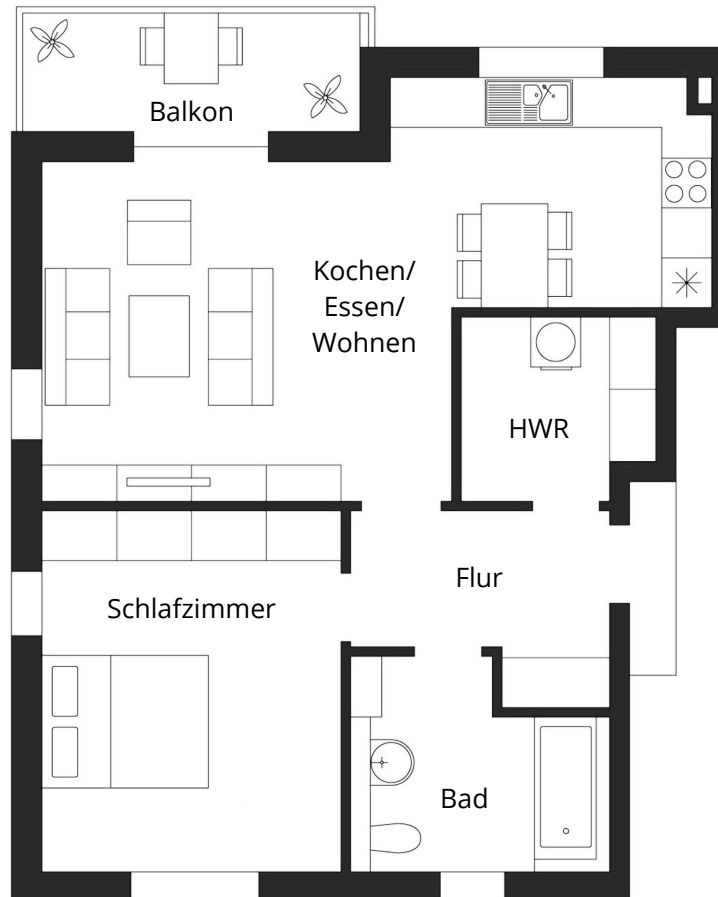 Balkon
Kochen/
Essen/
Wohnen
HWR
Flur
Schlafzimmer
Bad